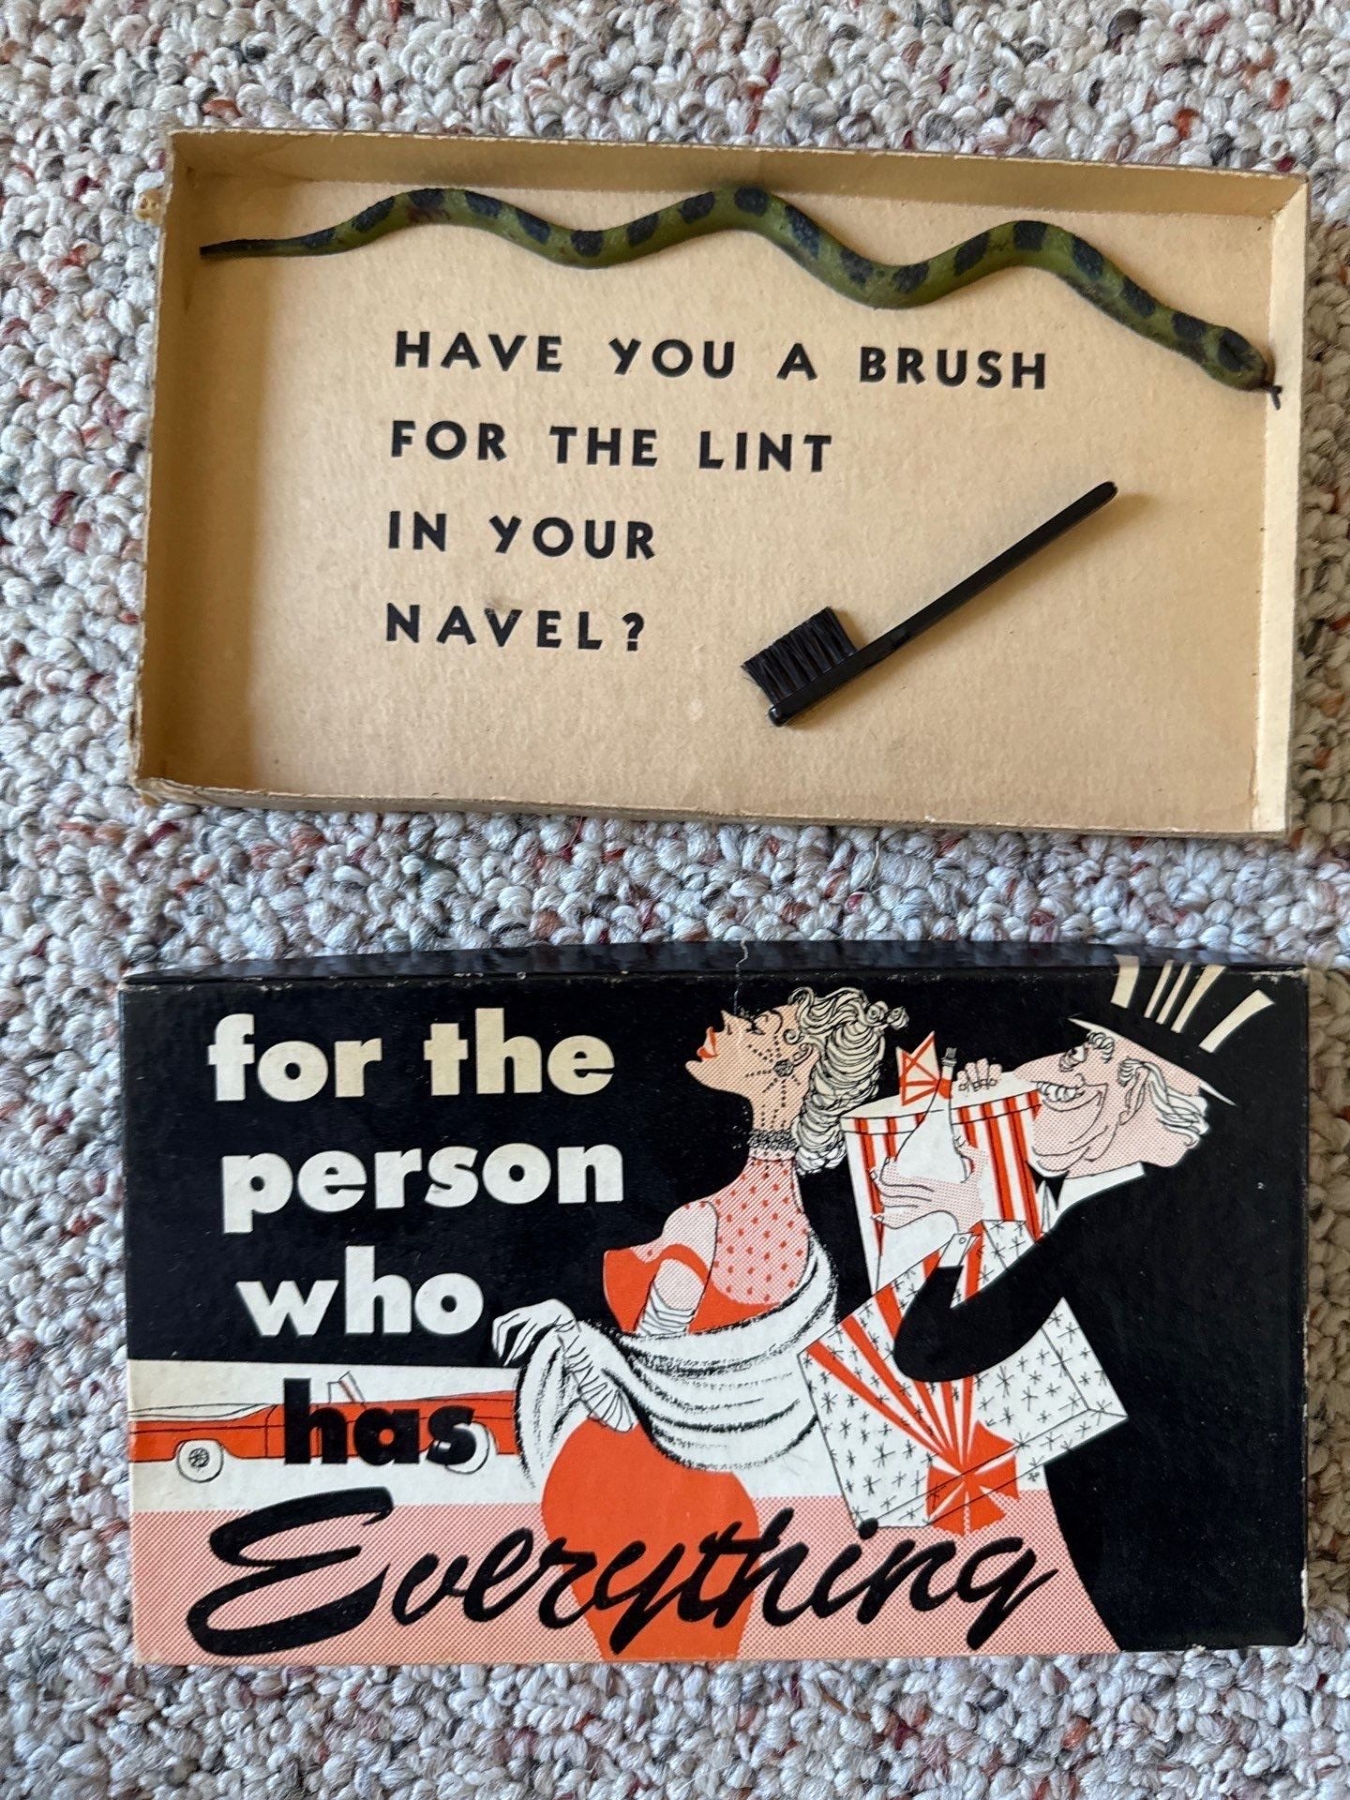 HAVE YOU A BRUSH
FOR THE LINT
IN YOUR
NAVEL?
for the
person
who
has
Everything